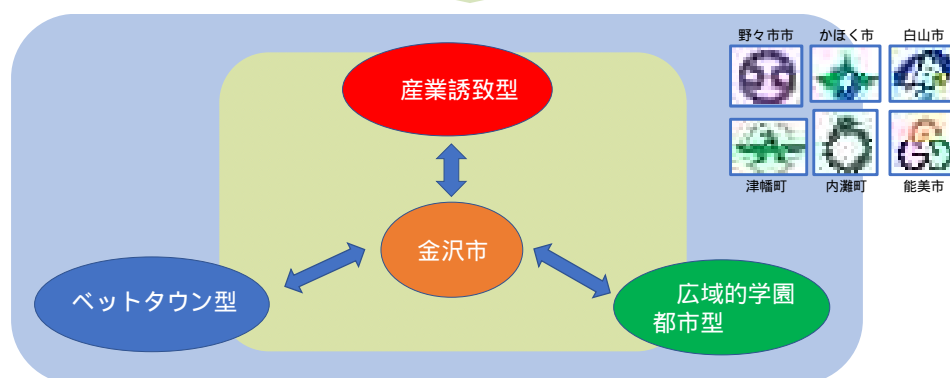 野々市市 かほく市 白山市
産業誘致型
津幡町 内灘町 能美市
金沢市
ベットタウン型
広域的学園
都市型